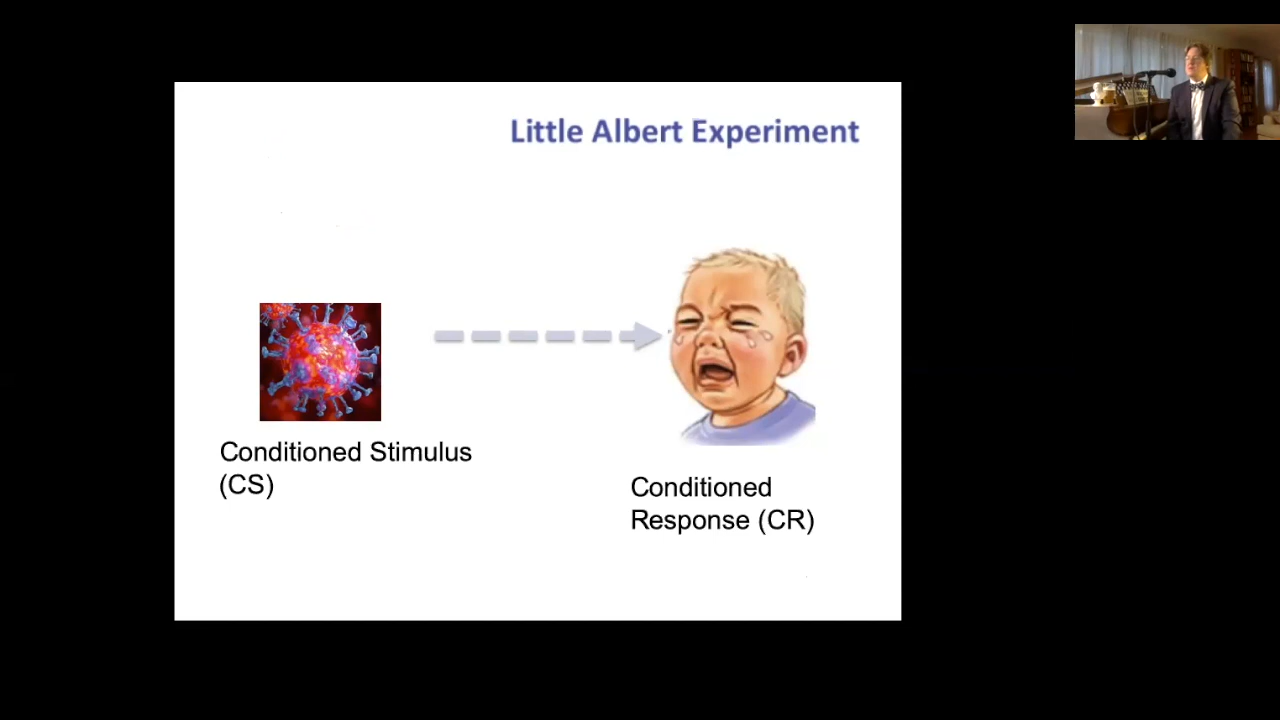 Little Albert Experiment
Conditioned Stimulus
(CS)
Conditioned
Response (CR)